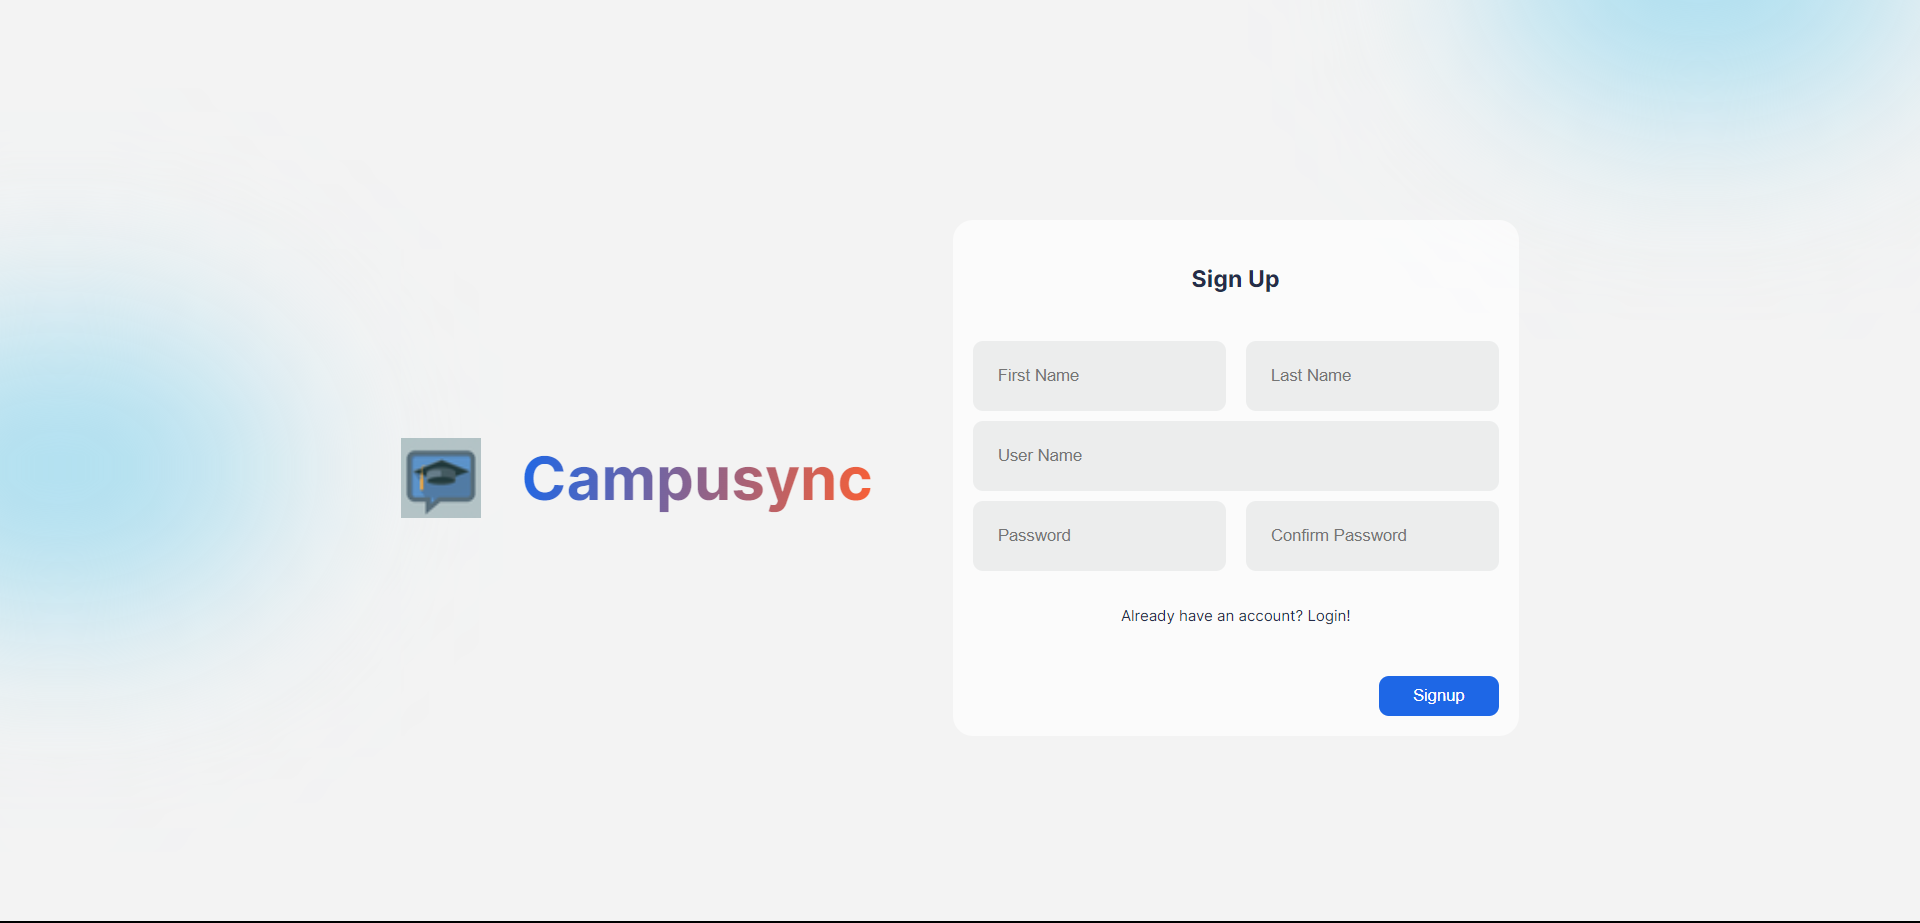 Campusync
Sign Up
First Name
Last Name
User Name
Password
Confirm Password
Already have an account? Login!
Signup